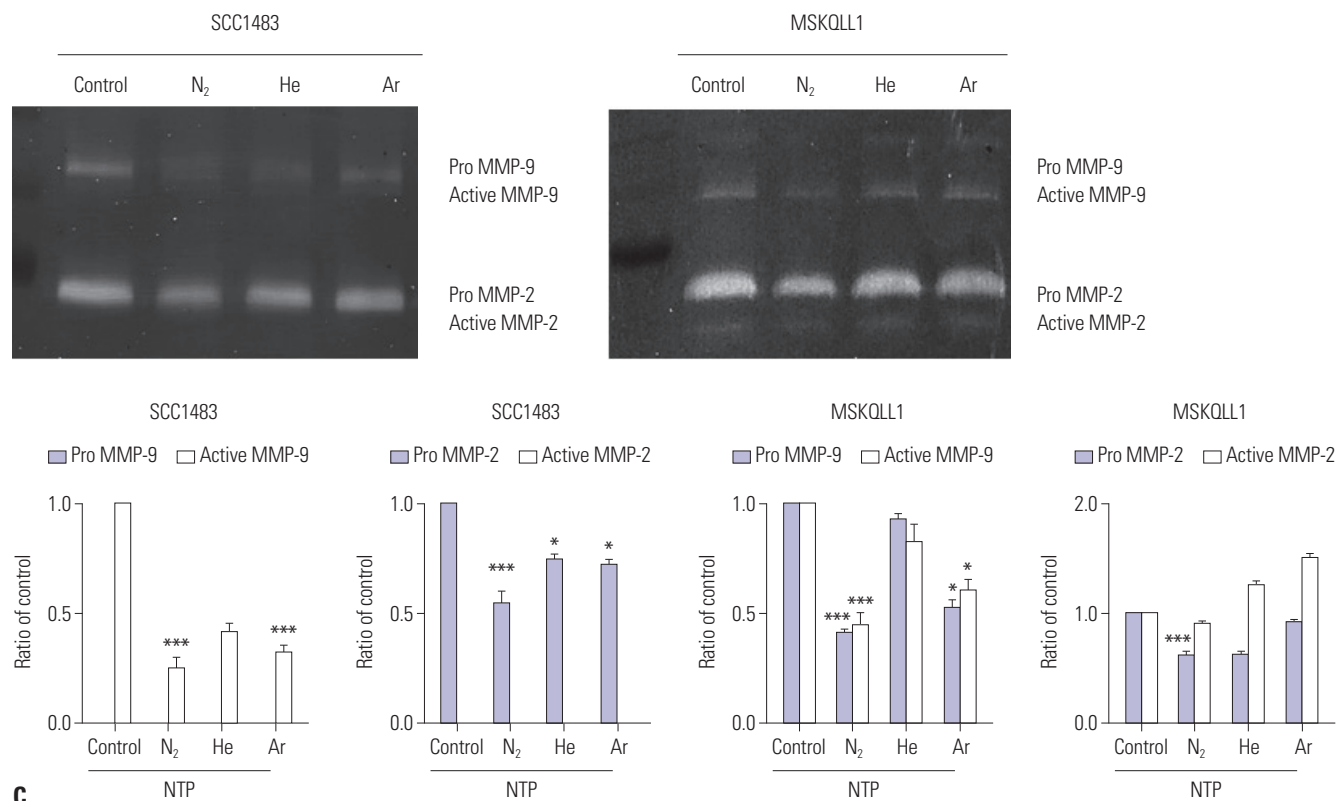 SCC1483 MSKQLL1
Control N₂ He Ar Control N₂ He Ar
Pro MMP-9 Pro MMP-9
Active MMP-9 Active MMP-9
Pro MMP-2 Pro MMP-2
Active MMP-2 Active MMP-2
SCC1483 SCC1483 MSKQLL1 MSKQLL1
Pro MMP-9 Active MMP-9 Pro MMP-2 Active MMP-2 Pro MMP-9 Active MMP-9 Pro MMP-2 Active MMP-2
Ratio of control
1.0
0.5
0.0
*** ***
Control N₂ He Ar
NTP
Ratio of control
1.0
0.5
0.0
*** * *
Control N₂ He Ar
NTP
Ratio of control
1.0
0.5
0.0
*** *** * *
Control N₂ He Ar
NTP
Ratio of control
2.0
1.5
1.0
0.5
0.0
***
Control N₂ He Ar
NTP
C